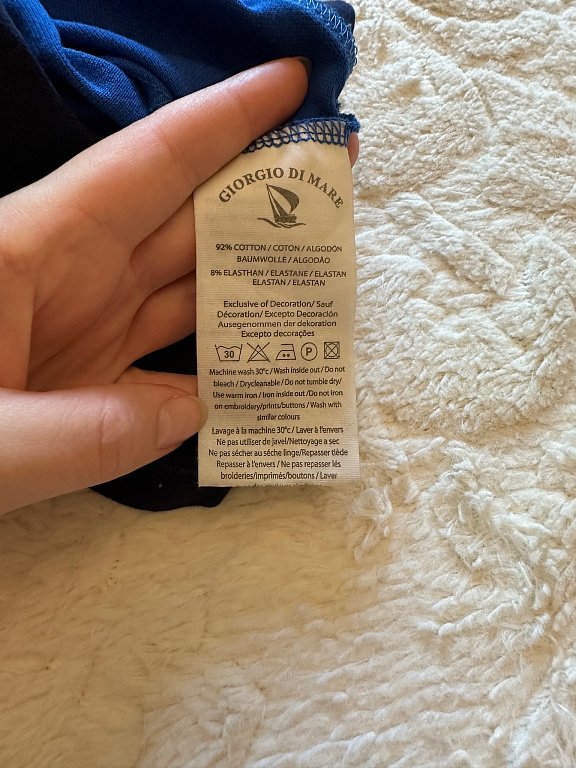 GIORGIO DI MARE
92% COTTON / COTON / ALGODÓN
BAUMWOLLE / ALGODÃO
8% ELASTHAN / ELASTANE / ELASTAN
ELASTAN / ELASTAN
Exclusive of Decoration/ Sauf
Décoration/ Excepto Decoración
Ausegenommen der dekoration
Excepto decorações
30 P
Machine wash 30°c / Wash inside out / Do not
bleach / Drycleanable / Do not tumble dry/
Use warm iron / Iron inside out / Do not iron
on embroidery/prints/buttons / Wash with
similar colours
Lavage à la machine 30°c / Laver à l'envers
Ne pas utiliser de javel/Nettoyage a sec
Ne pas sécher au séche linge/Repasser tiède
Repasser à l'envers / Ne pas repasser lés
broideries/imprimés/boutons / Laver